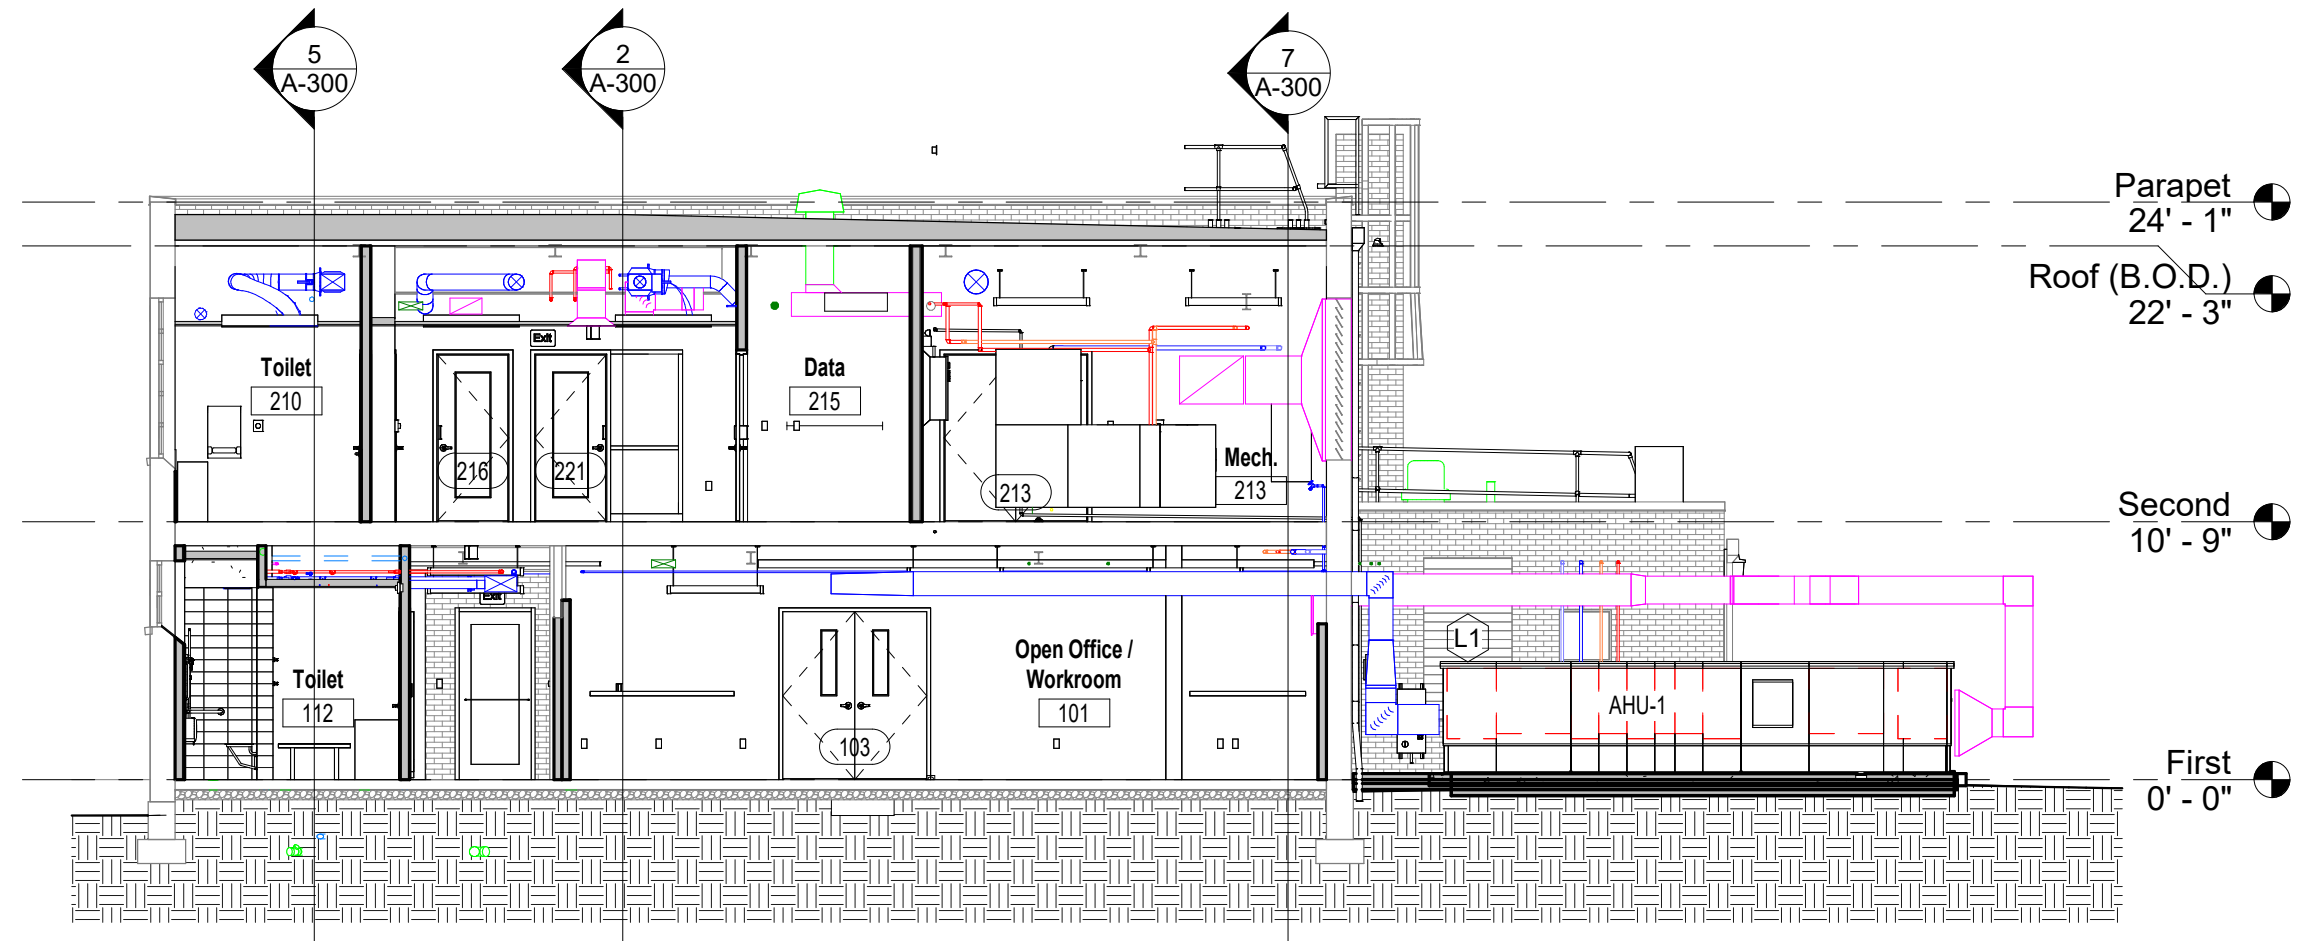 5
A-300
2
A-300
7
A-300
Parapet
24' - 1"
Roof (B.O.D.)
22' - 3"
Exit
Toilet
210
Data
215
216
221
Mech.
213
213
Second
10' - 9"
Exit
L1
Open Office /
Workroom
101
Toilet
112
AHU-1
103
First
0' - 0"